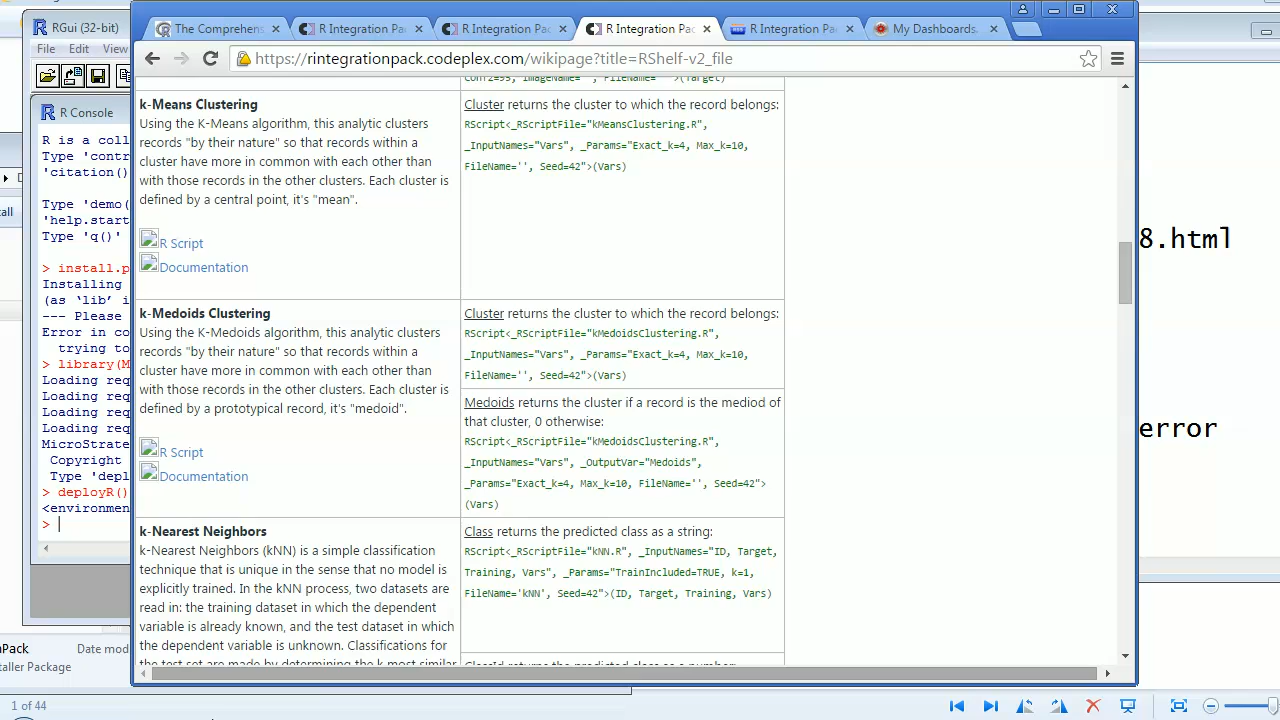 RGui (32-bit)
File Edit View
R Console
R is a coll
Type 'contr
'citation()
Type 'demo(
'help.start
Type 'q()'
> install.p
Installing
(as ‘lib’ i
--- Please
Error in co
trying to
> library(M
Loading req
Loading req
Loading req
Loading req
MicroStrate
Copyright
Type 'depl
> deployR()
<environmen
>
The Comprehens
R Integration Pac
R Integration Pac
R Integration Pac
R Integration Pa
My Dashboards.
https://rintegrationpack.codeplex.com/wikipage?title=RShelf-v2_file
k-Means Clustering
Using the K-Means algorithm, this analytic clusters
records "by their nature" so that records within a
cluster have more in common with each other than
with those records in the other clusters. Each cluster is
defined by a central point, it's "mean".
R Script
Documentation
Cluster returns the cluster to which the record belongs:
RScript<_RScriptFile="kMeansClustering.R",
_InputNames="Vars", _Params="Exact_k=4, Max_k=10,
FileName='', Seed=42">(Vars)
k-Medoids Clustering
Using the K-Medoids algorithm, this analytic clusters
records "by their nature" so that records within a
cluster have more in common with each other than
with those records in the other clusters. Each cluster is
defined by a prototypical record, it's "medoid".
R Script
Documentation
Cluster returns the cluster to which the record belongs:
RScript<_RScriptFile="kMedoidsClustering.R",
_InputNames="Vars", _Params="Exact_k=4, Max_k=10,
FileName='', Seed=42">(Vars)
Medoids returns the cluster if a record is the mediod of
that cluster, 0 otherwise:
RScript<_RScriptFile="kMedoidsClustering.R",
_InputNames="Vars", _OutputVar="Medoids",
_Params="Exact_k=4, Max_k=10, FileName='', Seed=42">
(Vars)
k-Nearest Neighbors
k-Nearest Neighbors (kNN) is a simple classification
technique that is unique in the sense that no model is
explicitly trained. In the kNN process, two datasets are
read in: the training dataset in which the dependent
variable is already known, and the test dataset in which
the dependent variable is unknown. Classifications for
the test set are made by determining the k most similar
Class returns the predicted class as a string:
RScript<_RScriptFile="kNN.R", _InputNames="ID, Target,
Training, Vars", _Params="TrainIncluded=TRUE, k=1,
FileName='kNN', Seed=42">(ID, Target, Training, Vars)
8.html
error
tall
nPack
Date mod
taller Package
1 of 44